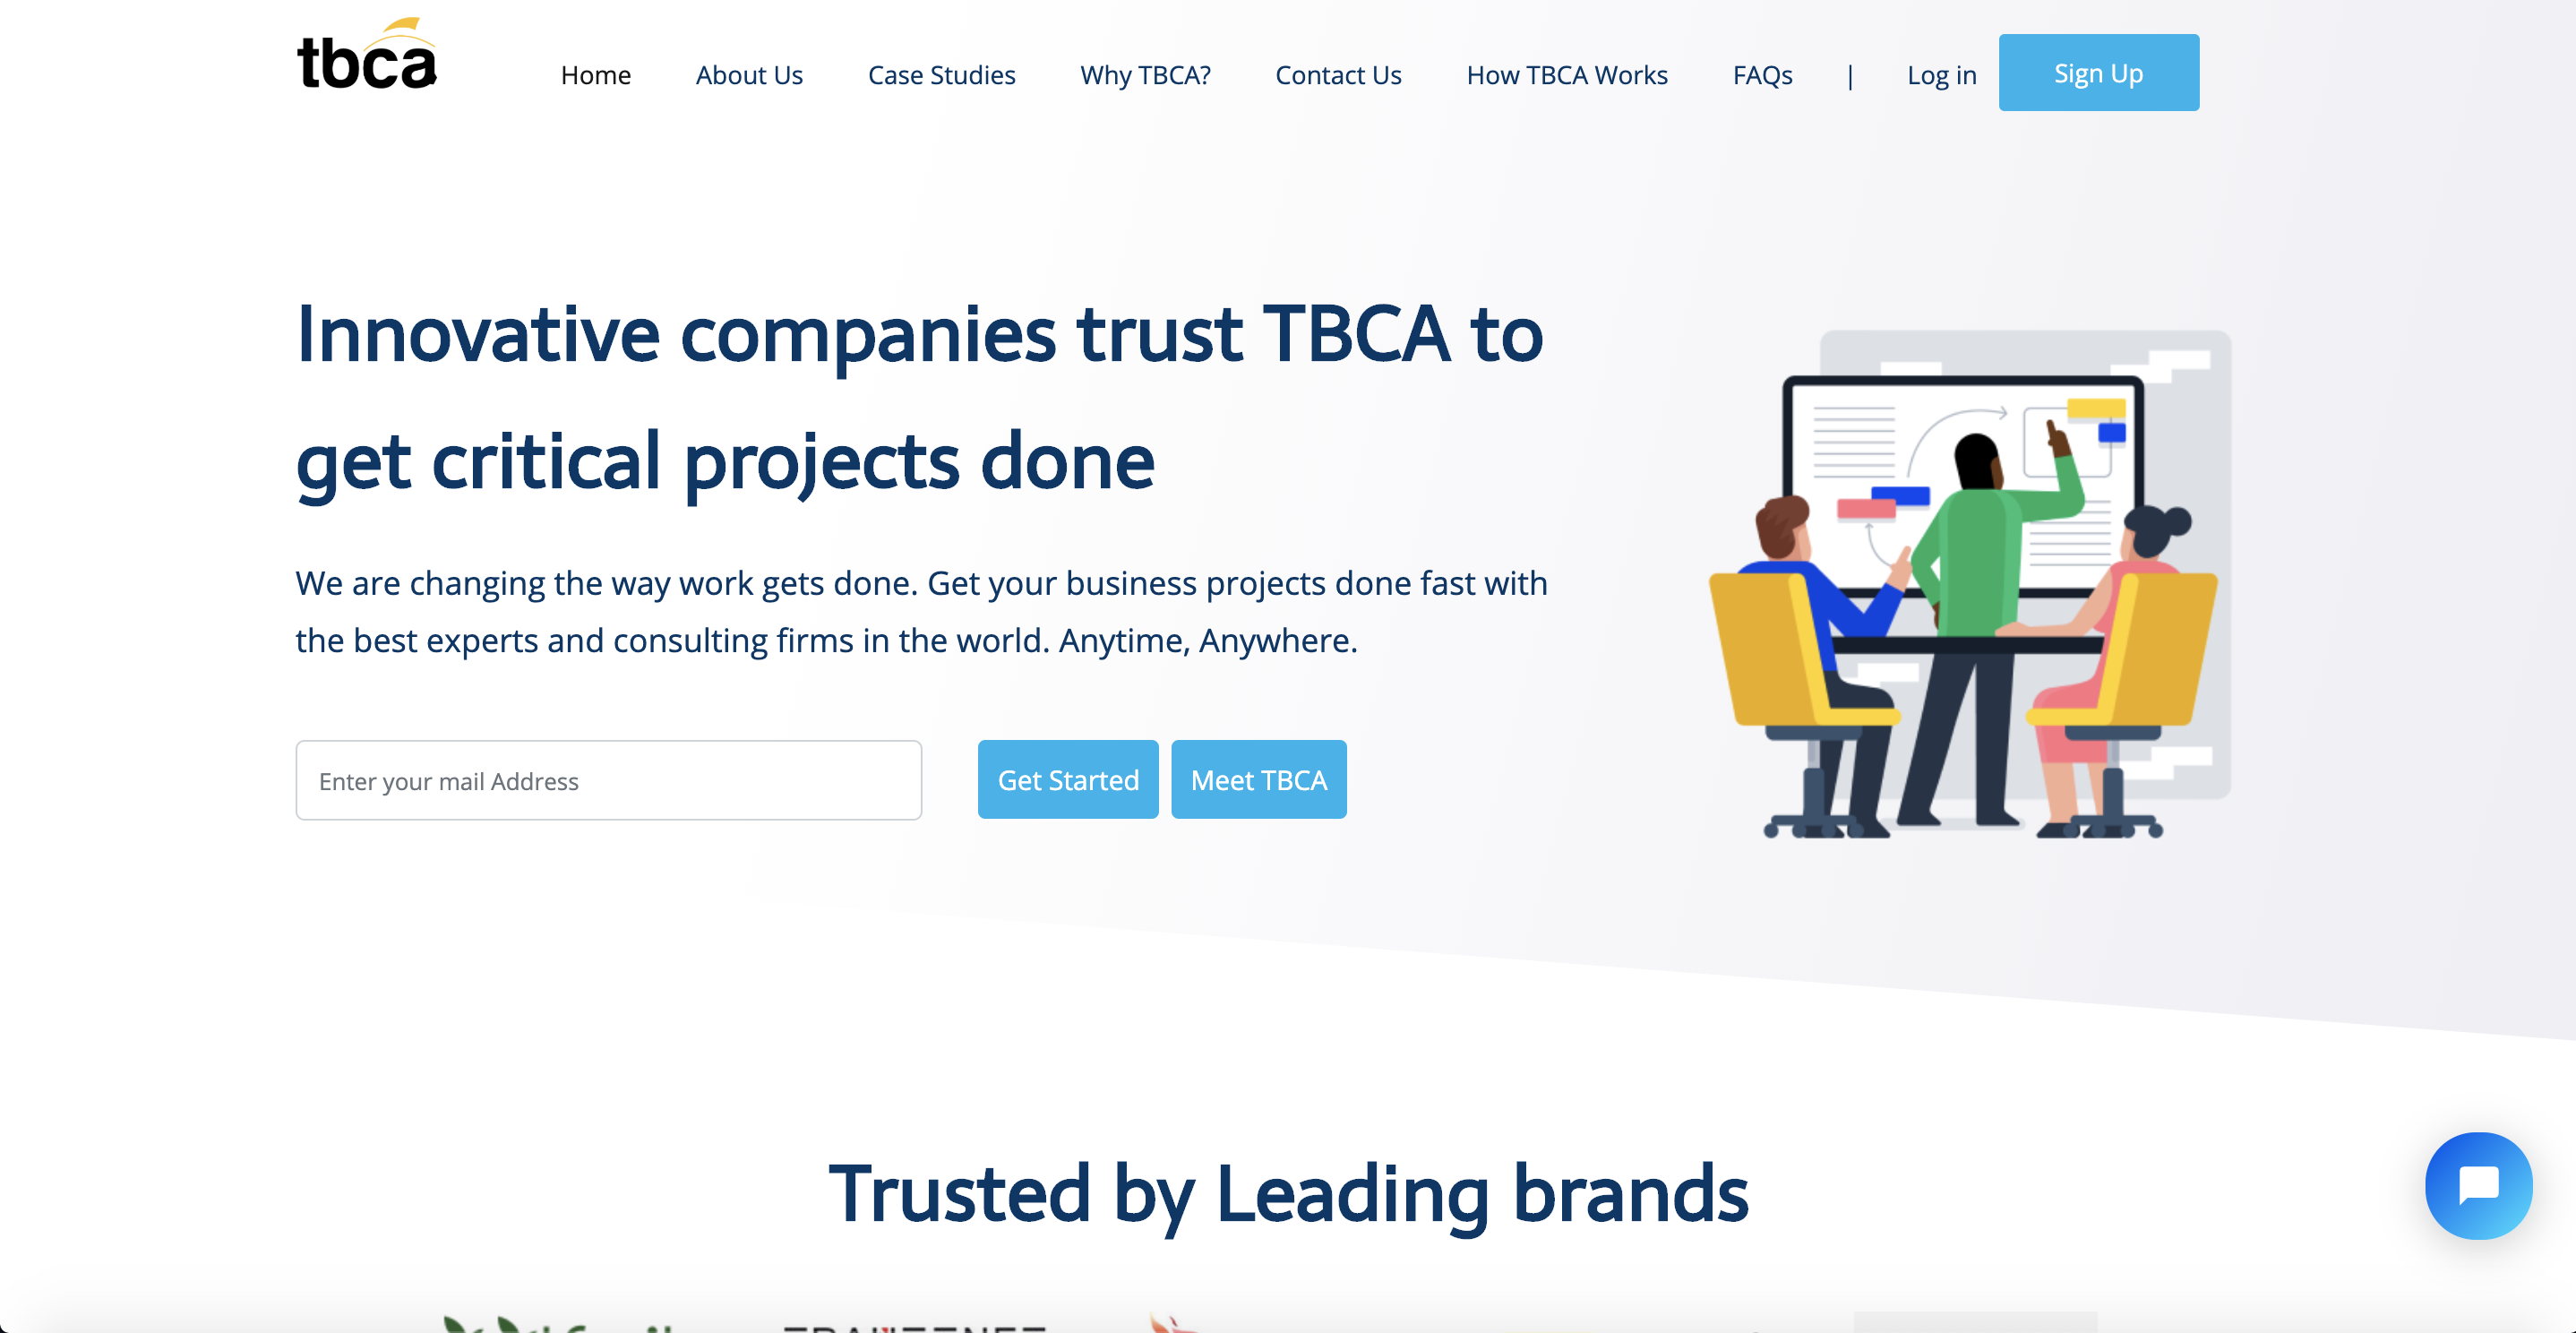 tbca
Home About Us Case Studies Why TBCA? Contact Us How TBCA Works FAQs | Log in Sign Up
Innovative companies trust TBCA to
get critical projects done
We are changing the way work gets done. Get your business projects done fast with
the best experts and consulting firms in the world. Anytime, Anywhere.
Enter your mail Address Get Started Meet TBCA
Trusted by Leading brands